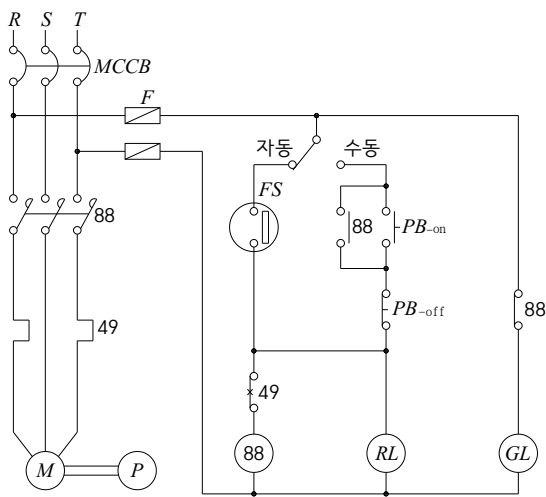 R S T
MCCB
F
자동 수동
FS
88
88
PB-on
PB-off
88
49
49
88
RL
GL
M
P